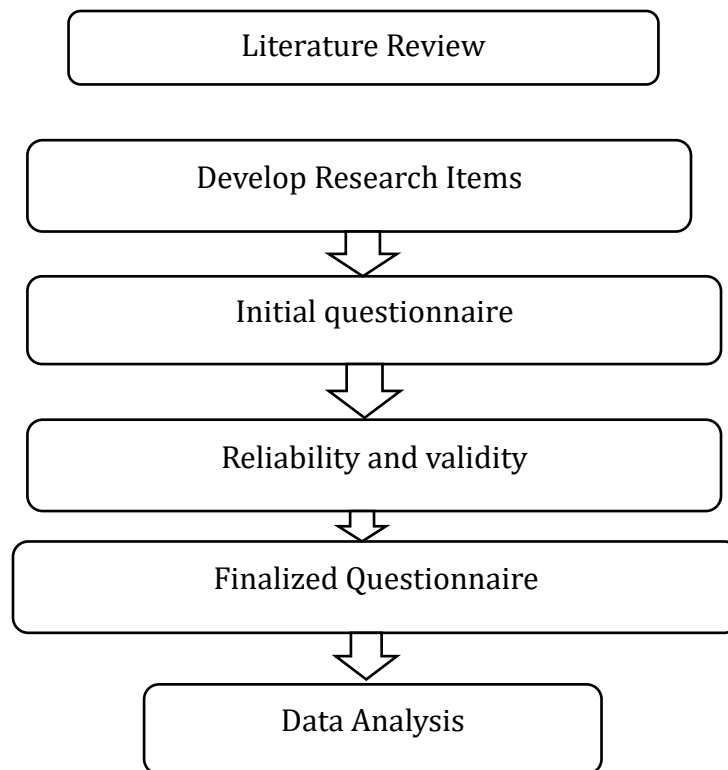 Literature Review
Develop Research Items
Initial questionnaire
Reliability and validity
Finalized Questionnaire
Data Analysis